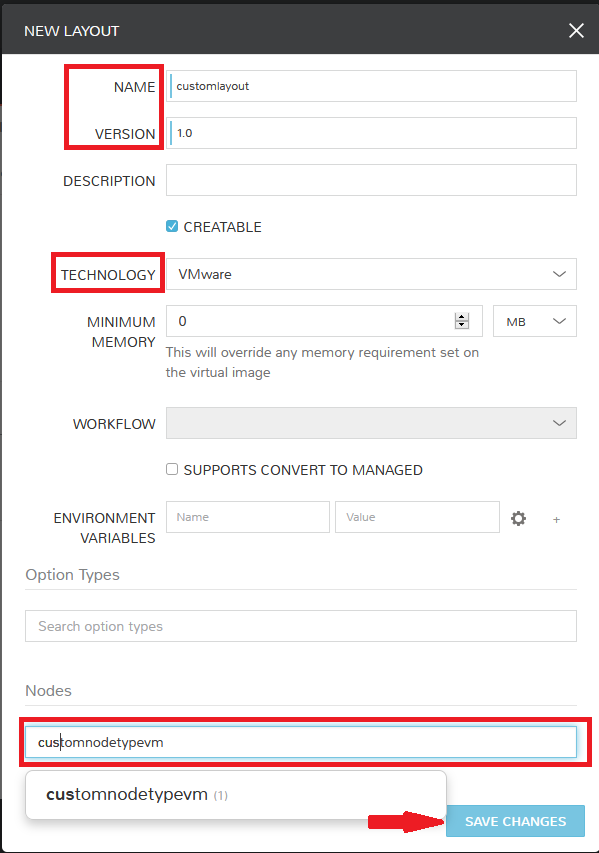 NEW LAYOUT
NAME customlayout
VERSION 1.0
DESCRIPTION
CREATABLE
TECHNOLOGY VMware
MINIMUM MEMORY 0 MB
This will override any memory requirement set on
the virtual image
WORKFLOW
SUPPORTS CONVERT TO MANAGED
ENVIRONMENT VARIABLES Name Value +
Option Types
Search option types
Nodes
customnodetypevm
customnodetypevm (1)
SAVE CHANGES